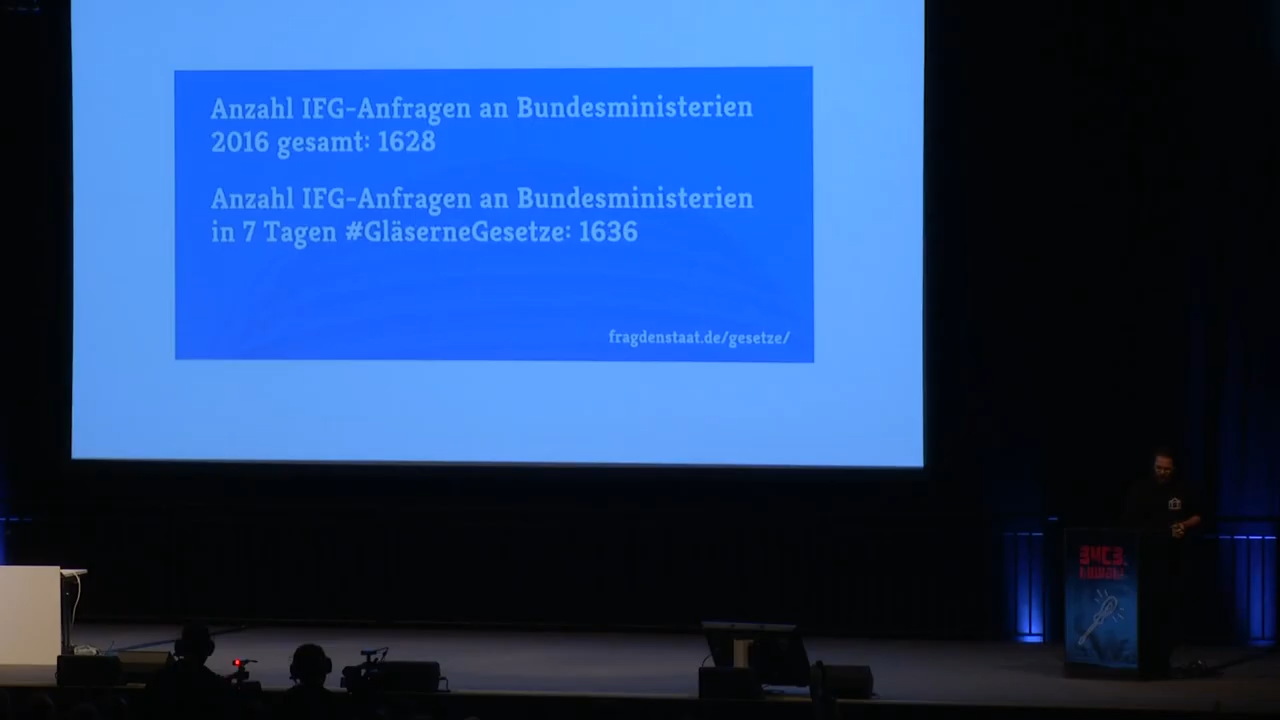 Anzahl IFG-Anfragen an Bundesministerien
2016 gesamt: 1628
Anzahl IFG-Anfragen an Bundesministerien
in 7 Tagen #GläserneGesetze: 1636
fragdenstaat.de/gesetze/
34C3.